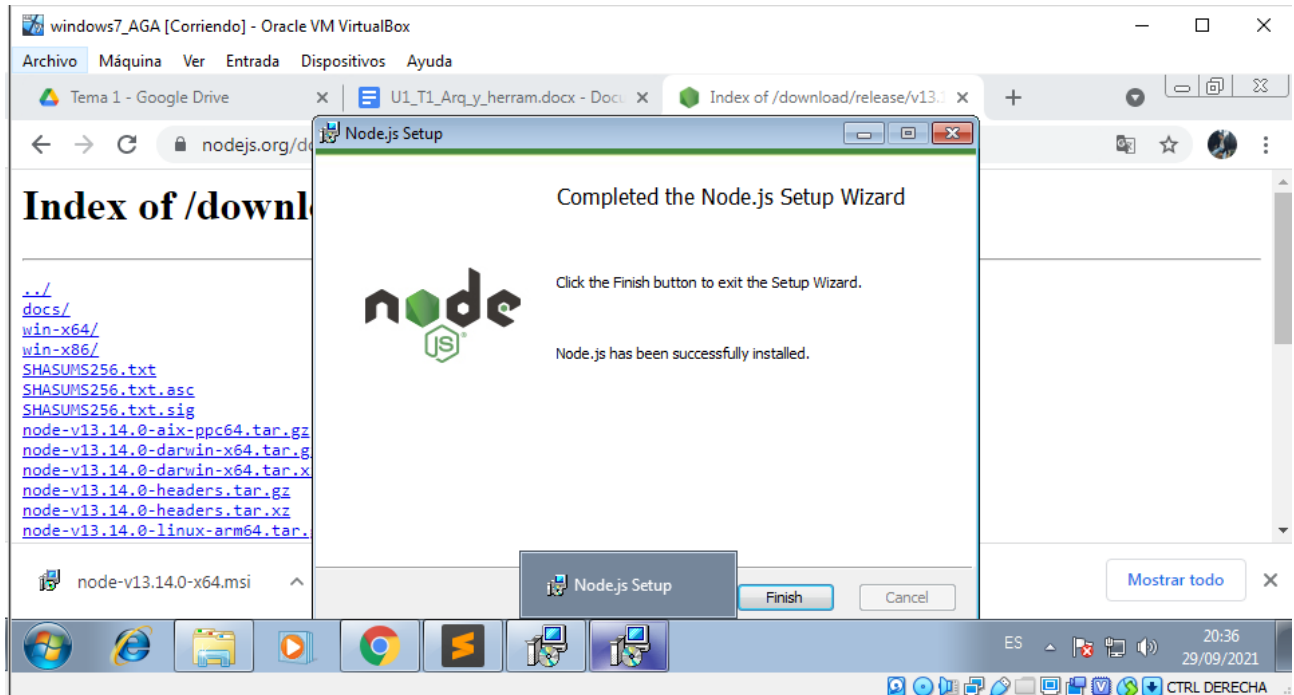 windows7_AGA [Corriendo] - Oracle VM VirtualBox
Archivo Máquina Ver Entrada Dispositivos Ayuda
Tema 1 - Google Drive
U1_T1_Arq_y_herram.docx - Docu
Index of /download/release/v13.1
nodejs.org/do
Node.js Setup
Index of /downl
Completed the Node.js Setup Wizard
Click the Finish button to exit the Setup Wizard.
Node.js has been successfully installed.
node
JS
../
docs/
win-x64/
win-x86/
SHASUMS256.txt
SHASUMS256.txt.asc
SHASUMS256.txt.sig
node-v13.14.0-aix-ppc64.tar.gz
node-v13.14.0-darwin-x64.tar.g
node-v13.14.0-darwin-x64.tar.x
node-v13.14.0-headers.tar.gz
node-v13.14.0-headers.tar.xz
node-v13.14.0-linux-arm64.tar.
node-v13.14.0-x64.msi
Node.js Setup
Finish
Cancel
Mostrar todo
ES
20:36
29/09/2021
CTRL DERECHA